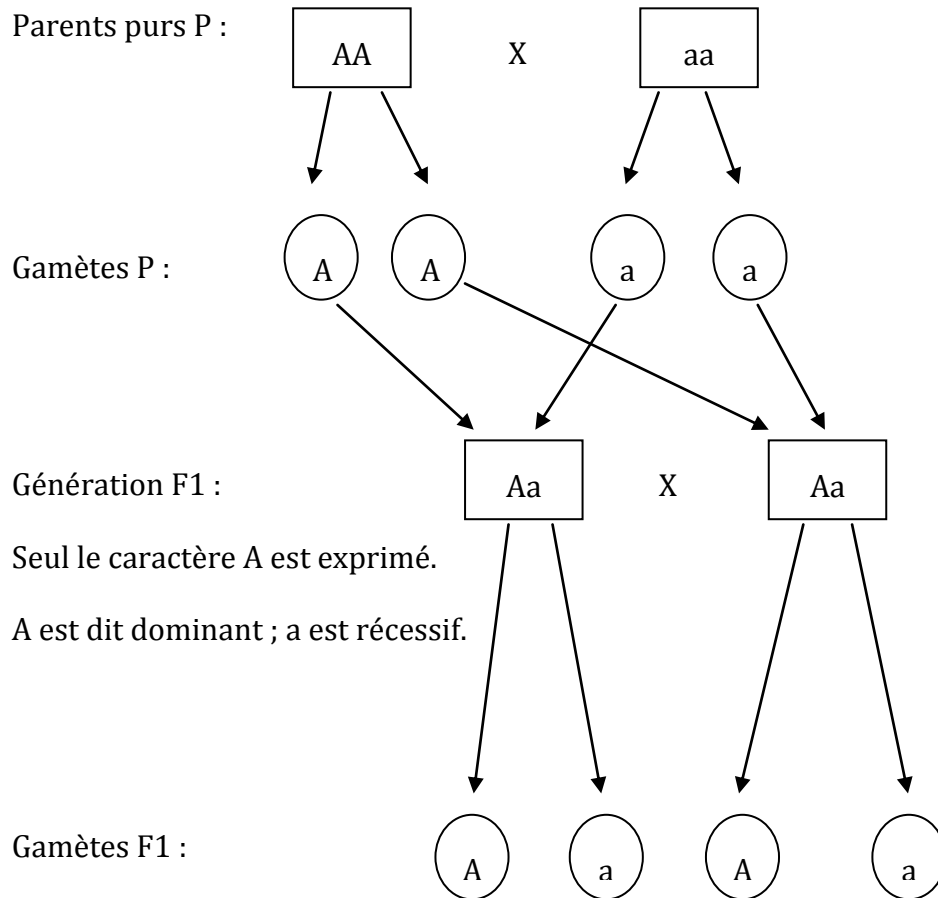 Parents purs P :
AA X aa
Gamètes P :
A A a a
Génération F1 :
Aa X Aa
Seul le caractère A est exprimé.
A est dit dominant ; a est récessif.
Gamètes F1 :
A a A a